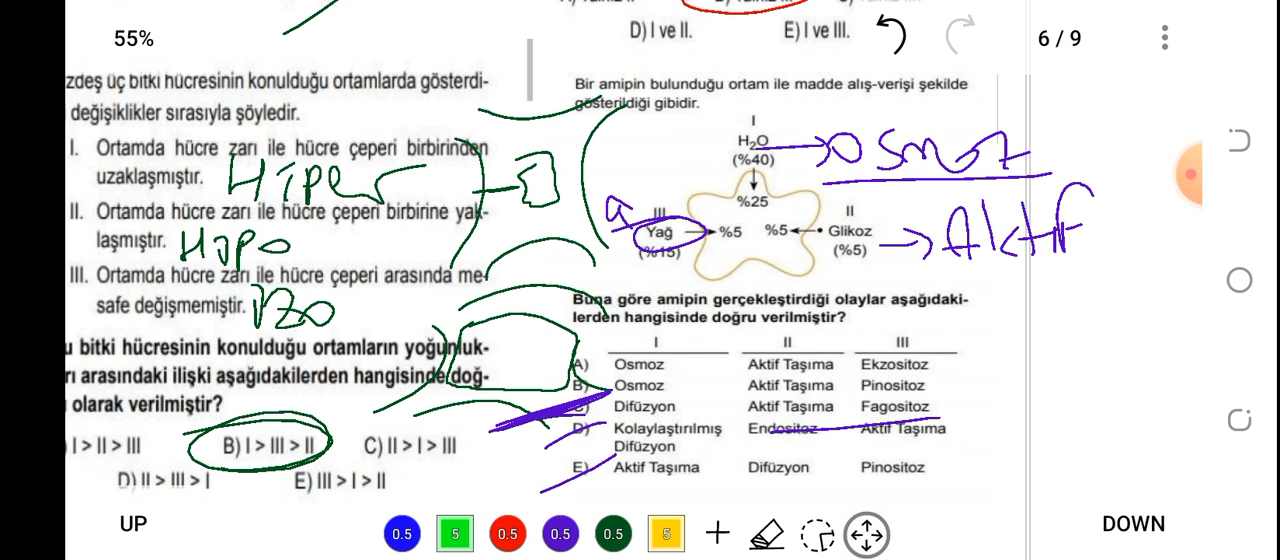 55%
6 / 9
D) I ve II.
E) I ve III.
zdeş üç bitki hücresinin konulduğu ortamlarda gösterdi-
değişiklikler sırasıyla şöyledir.
I. Ortamda hücre zarı ile hücre çeperi birbirinden
uzaklaşmıştır.
Hiper
II. Ortamda hücre zarı ile hücre çeperi birbirine yak-
laşmıştır.
Hipo
III. Ortamda hücre zarı ile hücre çeperi arasında me-
safe değişmemiştir.
İzo
u bitki hücresinin konulduğu ortamların yoğunluk-
rı arasındaki ilişki aşağıdakilerden hangisinde doğ-
olarak verilmiştir?
) I > II > III
B) I > III > II
C) II > I > III
D) II > III > I
E) III > I > II
Bir amipin bulunduğu ortam ile madde alış-verişi şekilde
gösterildiği gibidir.
I
H₂O
(%40)
Osmoz
%25
III
Yağ
(%15)
%5
%5
II
Glikoz
(%5)
Aktif
Buna göre amipin gerçekleştirdiği olaylar aşağıdaki-
lerden hangisinde doğru verilmiştir?
I II III
A) Osmoz Aktif Taşıma Ekzositoz
B) Osmoz Aktif Taşıma Pinositoz
C) Difüzyon Aktif Taşıma Fagositoz
D) Kolaylaştırılmış Endositoz Aktif Taşıma
Difüzyon
E) Aktif Taşıma Difüzyon Pinositoz
UP
0.5
5
0.5
0.5
0.5
5
DOWN